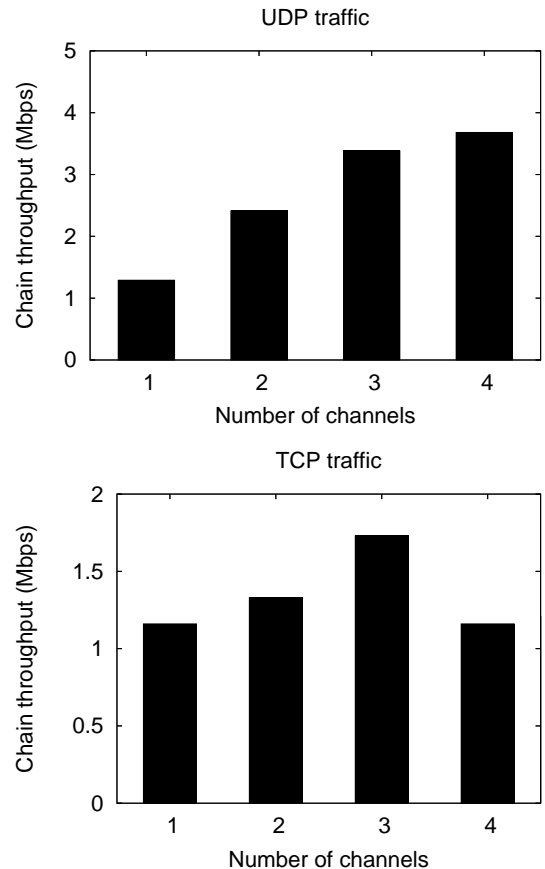 UDP traffic
5
4
3
2
1
0
Chain throughput (Mbps)
1 2 3 4
Number of channels
TCP traffic
2
1.5
1
0.5
0
Chain throughput (Mbps)
1 2 3 4
Number of channels